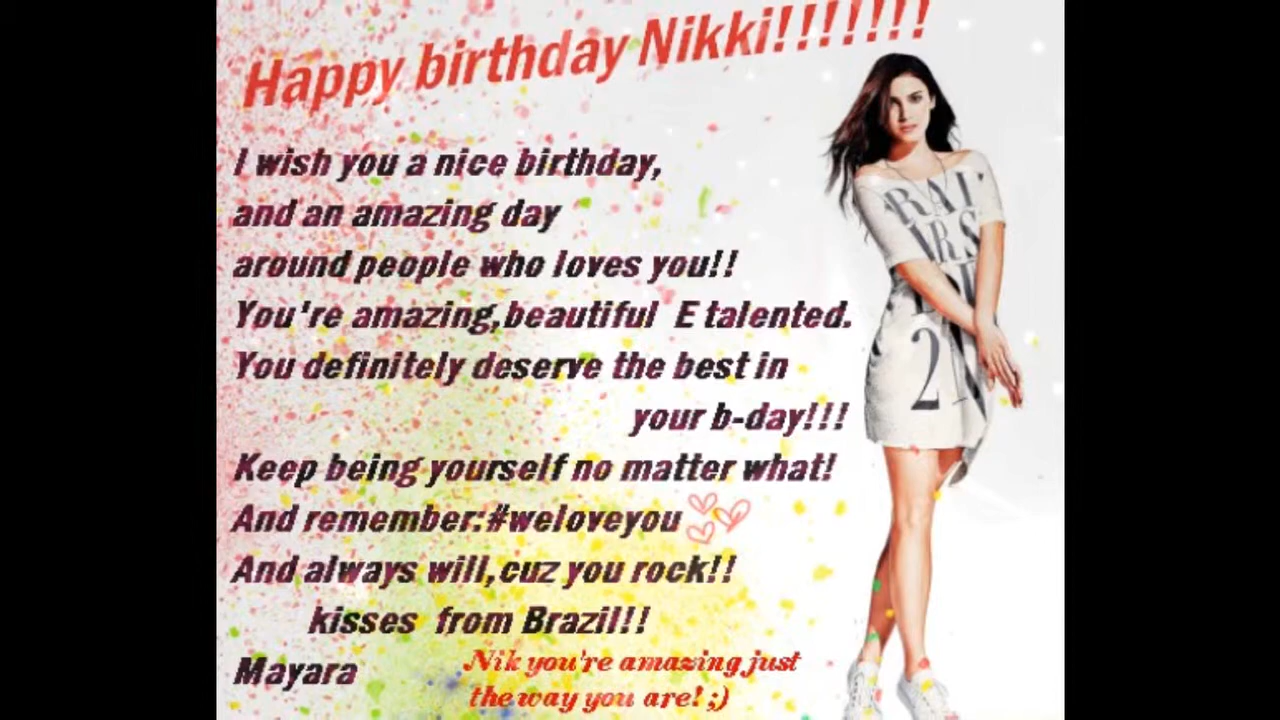 Happy birthday Nikki!!!!!!!
I wish you a nice birthday,
and an amazing day
around people who loves you!!
You're amazing,beautiful E talented.
You definitely deserve the best in
your b-day!!!
Keep being yourself no matter what!
And remember:#weloveyou
And always will,cuz you rock!!
kisses from Brazil!!
Mayara
Nik you're amazing just
the way you are! ;)